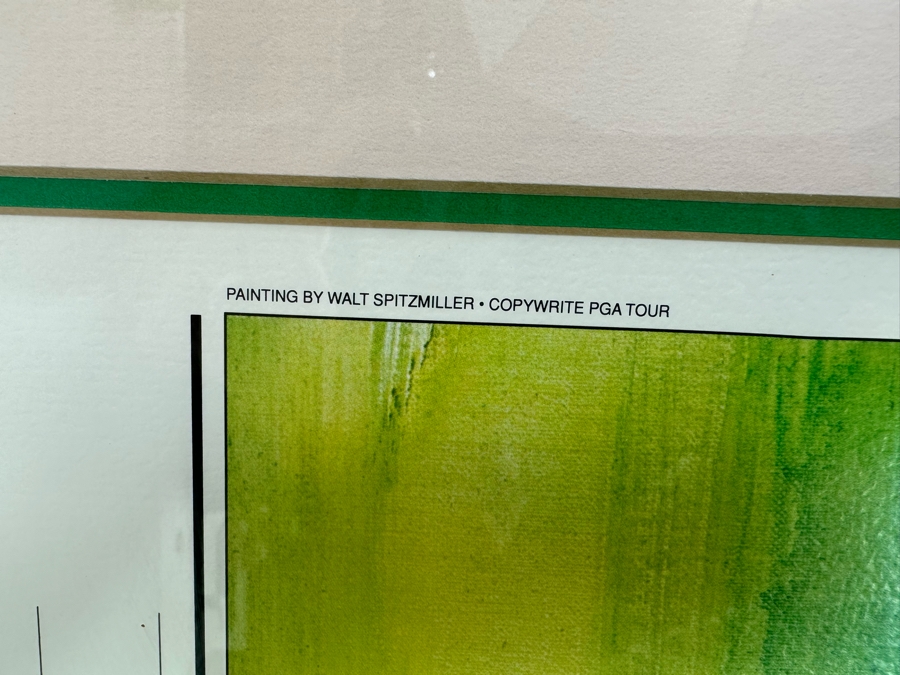 PAINTING BY WALT SPITZMILLER • COPYWRITE PGA TOUR